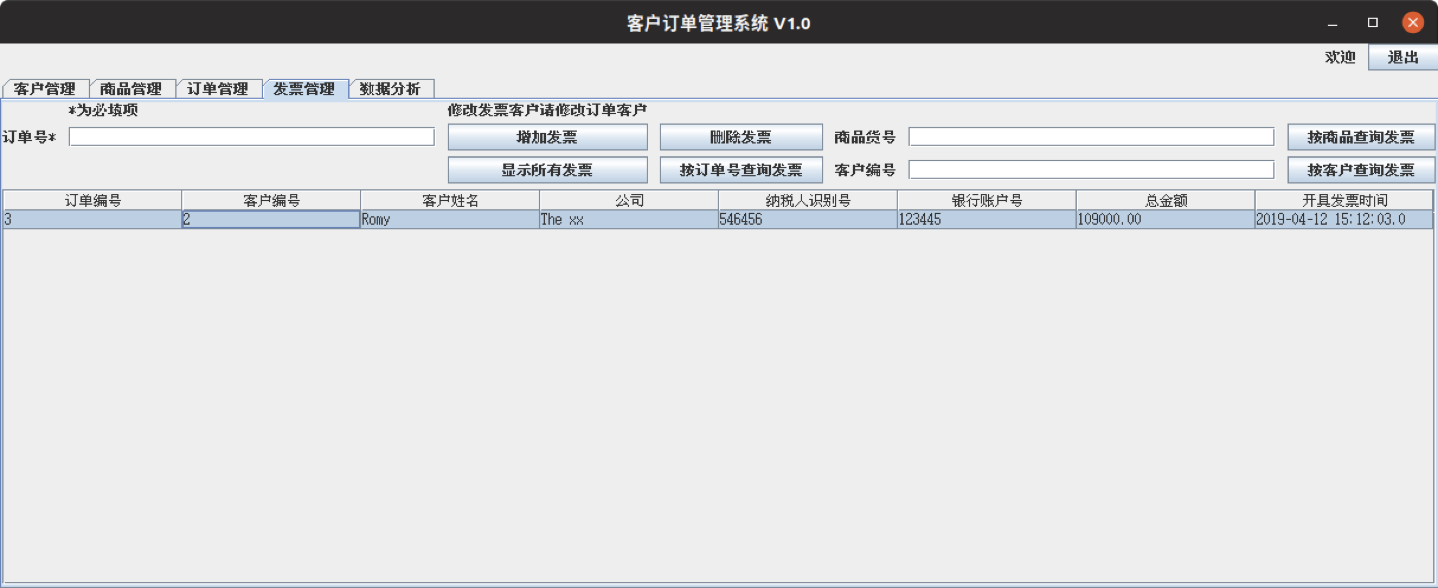 客户订单管理系统 V1.0
欢迎 退出
客户管理 商品管理 订单管理 发票管理 数据分析
*为必填项 修改发票客户请修改订单客户
订单号* 增加发票 删除发票 商品货号 按商品查询发票
显示所有发票 按订单号查询发票 客户编号 按客户查询发票
订单编号 客户编号 客户姓名 公司 纳税人识别号 银行账户号 总金额 开具发票时间
3 2 Romy The xx 546456 123445 109000.00 2019-04-12 15:12:03.0